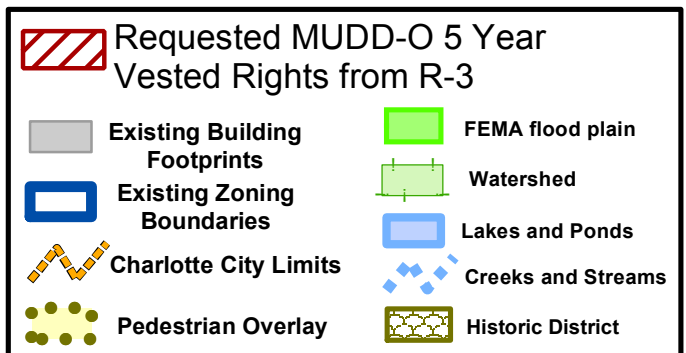 Requested MUDD-O 5 Year
Vested Rights from R-3
Existing Building
Footprints
Existing Zoning
Boundaries
Charlotte City Limits
Pedestrian Overlay
FEMA flood plain
Watershed
Lakes and Ponds
Creeks and Streams
Historic District